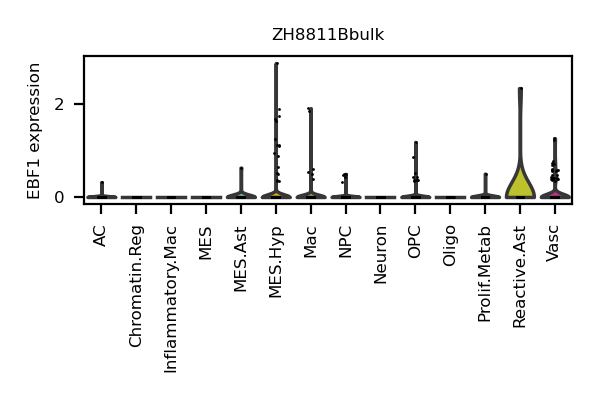 ZH8811Bbulk
EBF1 expression
2
0
AC
Chromatin.Reg
Inflammatory.Mac
MES
MES.Ast
MES.Hyp
Mac
NPC
Neuron
OPC
Oligo
Prolif.Metab
Reactive.Ast
Vasc